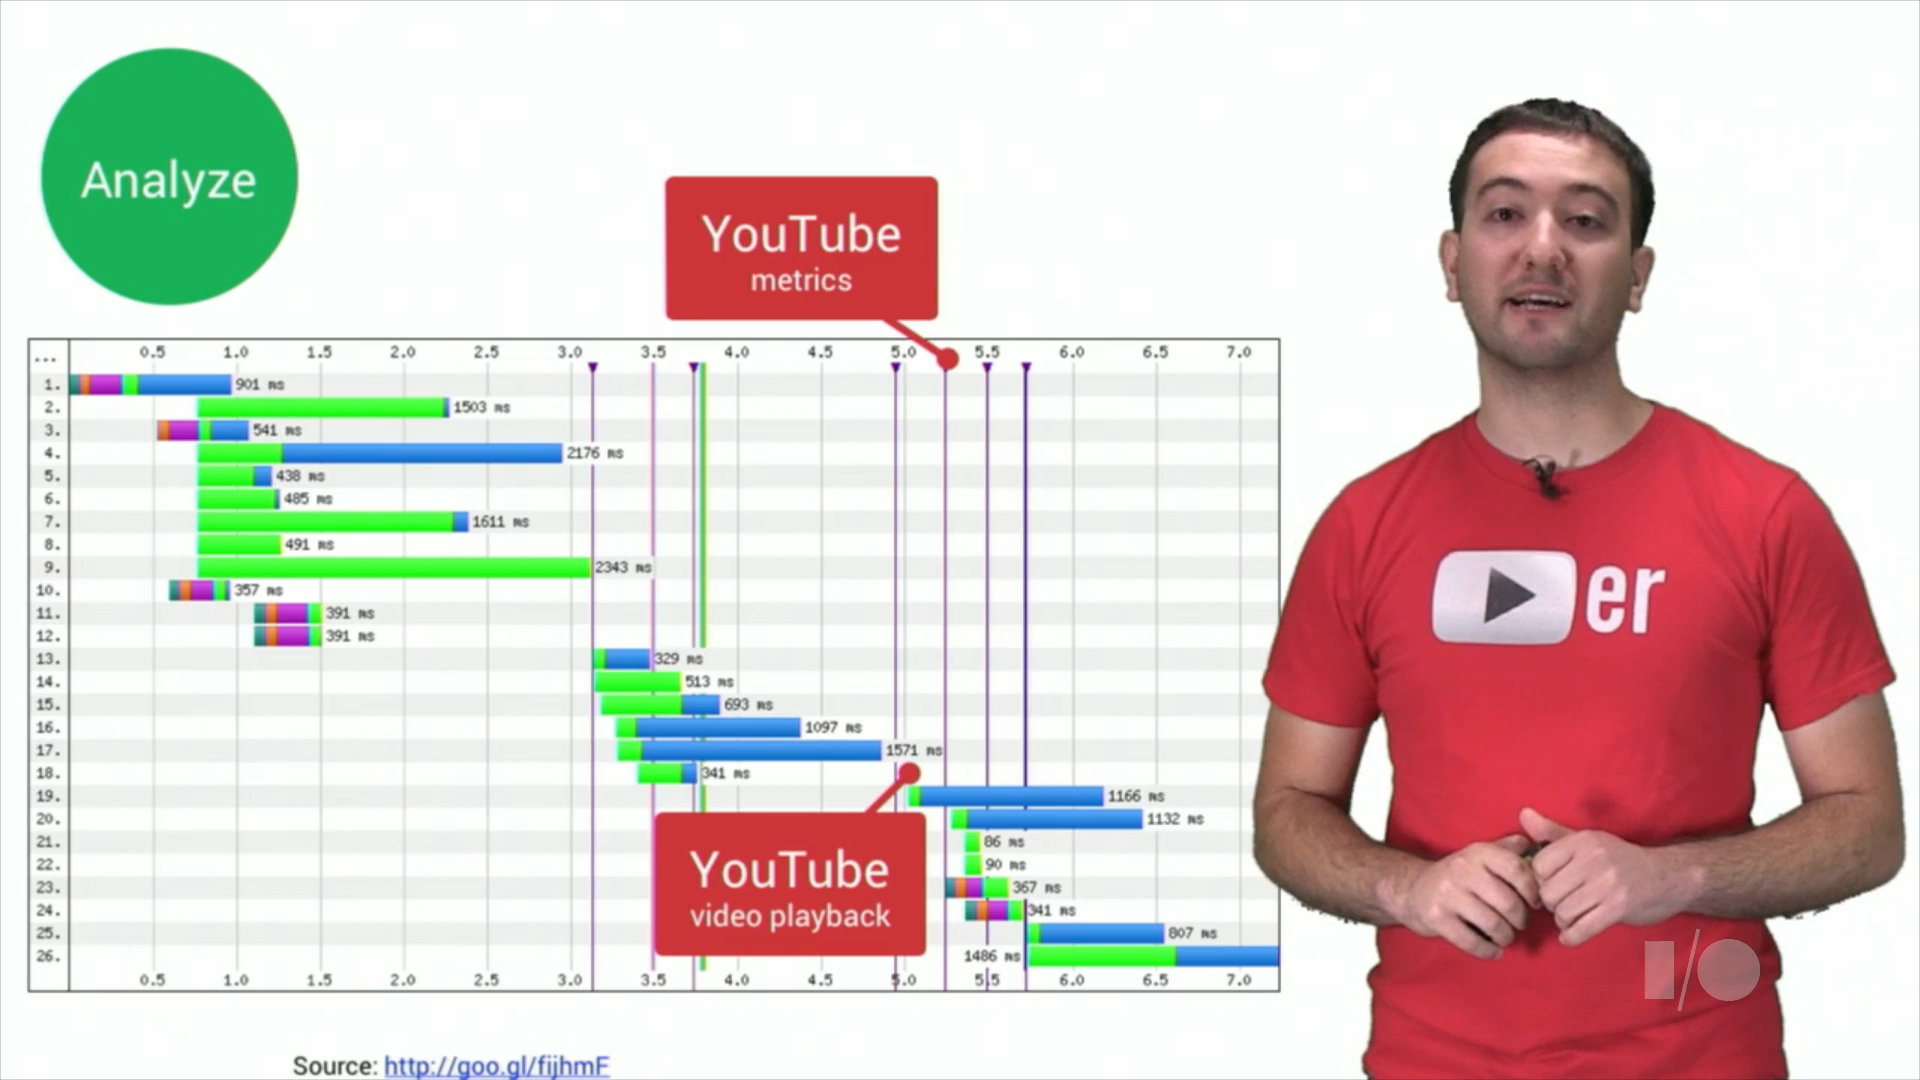 Analyze
YouTube
metrics
... 0.5 1.0 1.5 2.0 2.5 3.0 3.5 4.0 4.5 5.0 5.5 6.0 6.5 7.0
1. 901 ms
2. 1503 ms
3. 541 ms
4. 2176 ms
5. 438 ms
6. 485 ms
7. 1611 ms
8. 491 ms
9. 2343 ms
10. 357 ms
11. 391 ms
12. 391 ms
13. 329 ms
14. 513 ms
15. 693 ms
16. 1097 ms
17. 1571 ms
18. 341 ms
19. 1166 ms
20. 1132 ms
21. 86 ms
22. 90 ms
23. 367 ms
24. 341 ms
25. 807 ms
26. 1486 ms
YouTube
video playback
0.5 1.0 1.5 2.0 2.5 3.0 3.5 4.0 4.5 5.0 5.5 6.0 6.5 7.0
Source: http://goo.gl/fijhmF
er
I/O